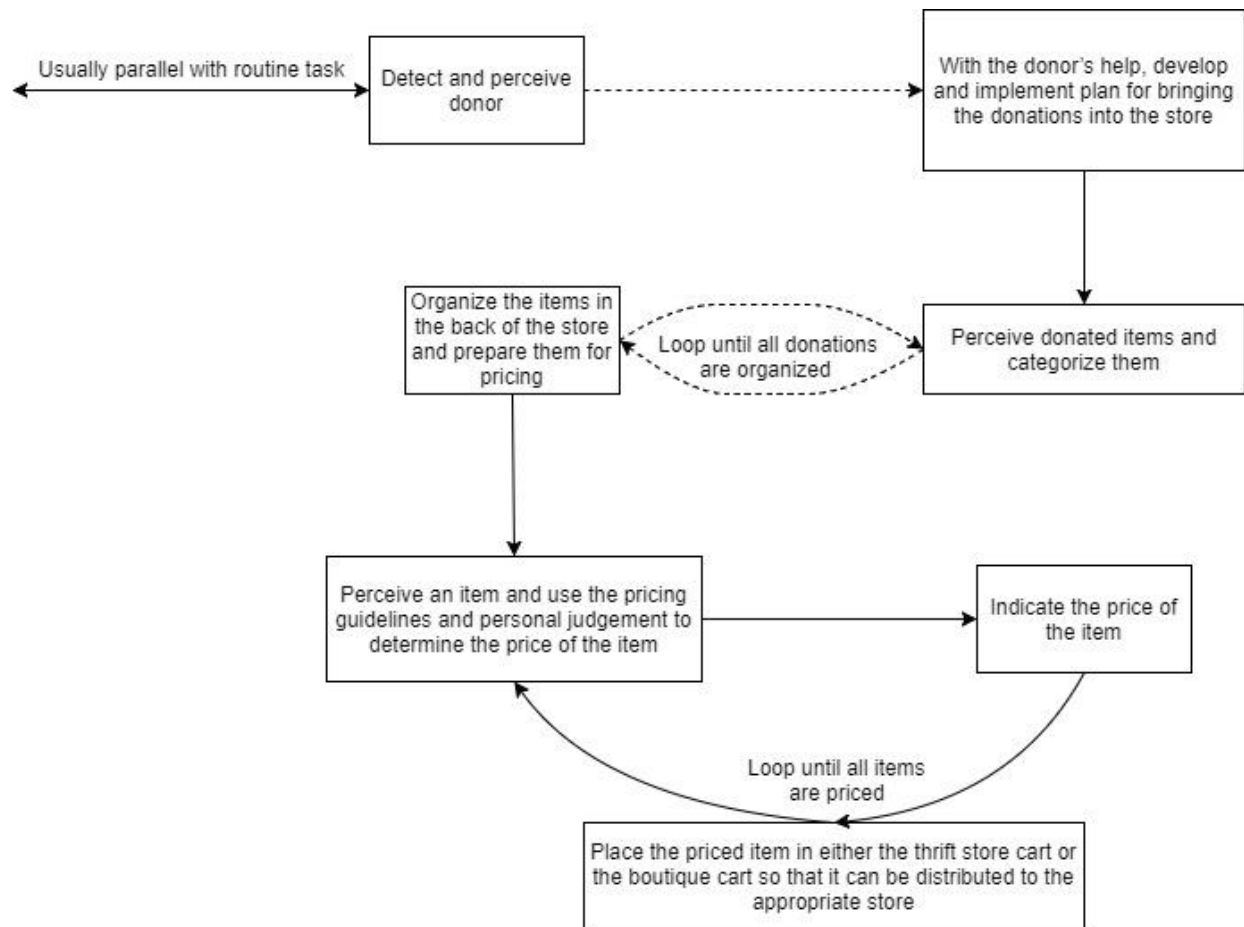 Usually parallel with routine task
Detect and perceive
donor
With the donor’s help, develop
and implement plan for bringing
the donations into the store
Organize the items in
the back of the store
and prepare them for
pricing
Loop until all donations
are organized
Perceive donated items and
categorize them
Perceive an item and use the pricing
guidelines and personal judgement to
determine the price of the item
Indicate the price of
the item
Loop until all items
are priced
Place the priced item in either the thrift store cart or
the boutique cart so that it can be distributed to the
appropriate store